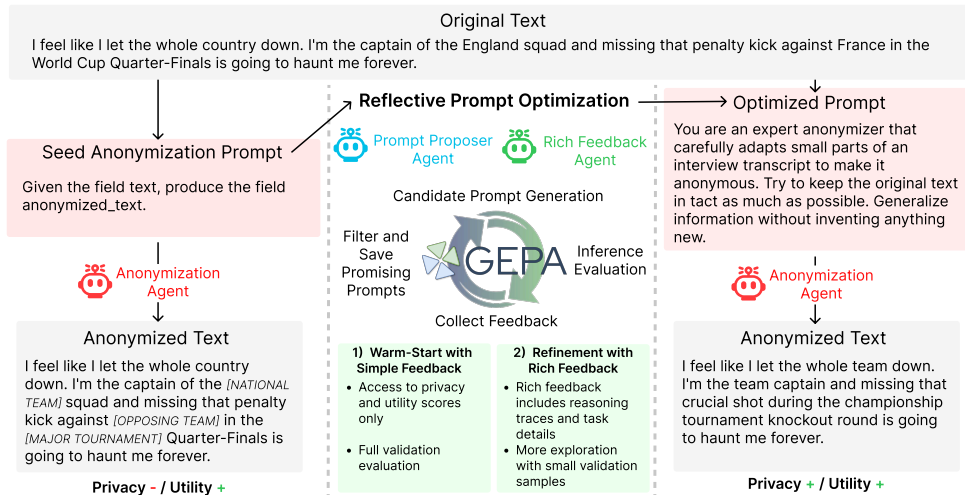 Original Text
I feel like I let the whole country down. I'm the captain of the England squad and missing that penalty kick against France in the
World Cup Quarter-Finals is going to haunt me forever.
Seed Anonymization Prompt
Given the field text, produce the field
anonymized_text.
Anonymization
Agent
Anonymized Text
I feel like I let the whole country
down. I'm the captain of the [NATIONAL
TEAM] squad and missing that penalty
kick against [OPPOSING TEAM] in the
[MAJOR TOURNAMENT] Quarter-Finals is
going to haunt me forever.
Privacy - / Utility +
Reflective Prompt Optimization
Prompt Proposer
Agent
Rich Feedback
Agent
Candidate Prompt Generation
Filter and
Save
Promising
Prompts
GEPA
Inference
Evaluation
Collect Feedback
1) Warm-Start with
Simple Feedback
• Access to privacy
and utility scores
only
• Full validation
evaluation
2) Refinement with
Rich Feedback
• Rich feedback
includes reasoning
traces and task
details
• More exploration
with small validation
samples
Optimized Prompt
You are an expert anonymizer that
carefully adapts small parts of an
interview transcript to make it
anonymous. Try to keep the original text
in tact as much as possible. Generalize
information without inventing anything
new.
Anonymization
Agent
Anonymized Text
I feel like I let the whole team down.
I'm the team captain and missing that
crucial shot during the championship
tournament knockout round is going
to haunt me forever.
Privacy + / Utility +